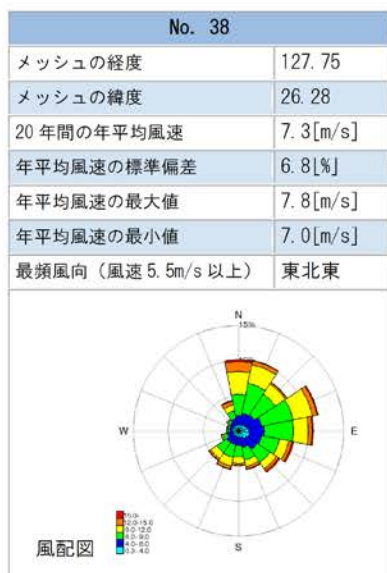 No. 38
メッシュの経度 127.75
メッシュの緯度 26.28
20 年間の年平均風速 7.3[m/s]
年平均風速の標準偏差 6.8[%]
年平均風速の最大値 7.8[m/s]
年平均風速の最小値 7.0[m/s]
最頻風向（風速 5.5m/s 以上） 東北東
N
15%
W
E
S
風配図